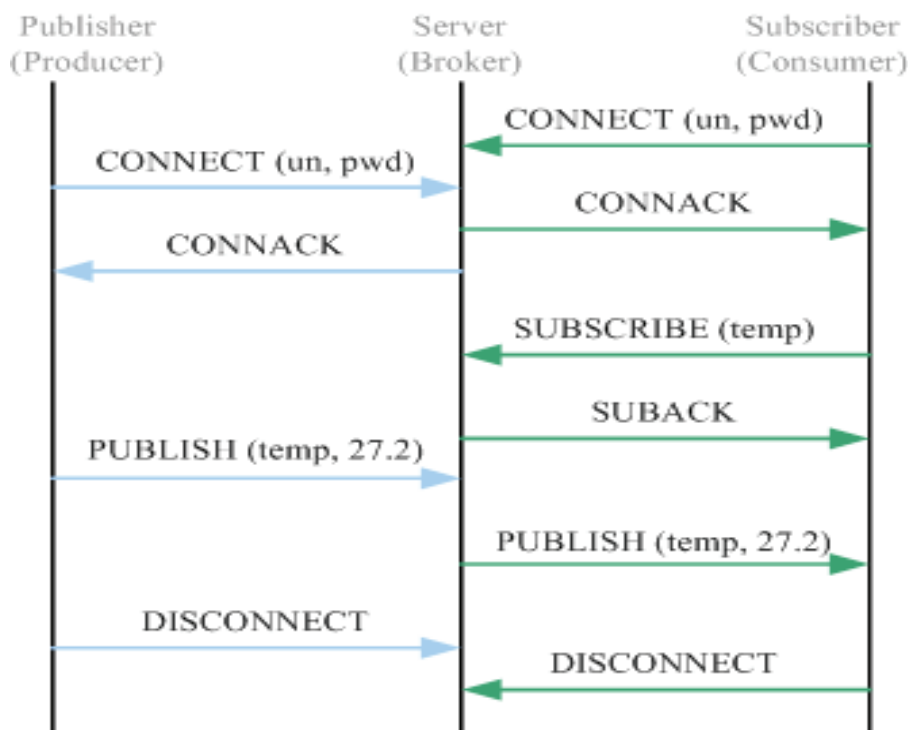 Publisher
(Producer)
Server
(Broker)
Subscriber
(Consumer)
CONNECT (un, pwd)
CONNECT (un, pwd)
CONNACK
CONNACK
SUBSCRIBE (temp)
SUBACK
PUBLISH (temp, 27.2)
PUBLISH (temp, 27.2)
DISCONNECT
DISCONNECT